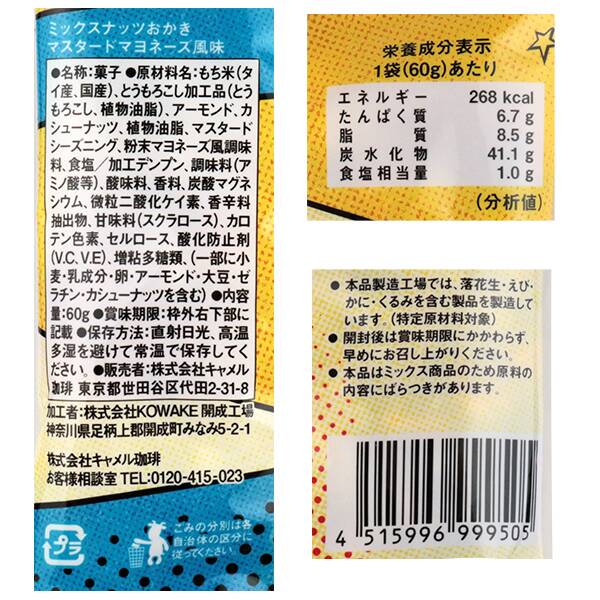 ミックスナッツおかき
マスタードマヨネーズ風味
●名称:菓子 ●原材料名:もち米(タ
イ産、国産)、とうもろこし加工品(とう
もろこし、植物油脂)、アーモンド、カ
シューナッツ、植物油脂、マスタード
シーズニング、粉末マヨネーズ風調味
料、食塩/加工デンプン、調味料(ア
ミノ酸等)、酸味料、香料、炭酸マグネ
シウム、微粒二酸化ケイ素、香辛料
抽出物、甘味料(スクラロース)、カロ
テン色素、セルロース、酸化防止剤
(V.C、V.E)、増粘多糖類、(一部に小
麦・乳成分・卵・アーモンド・大豆・ゼ
ラチン・カシューナッツを含む) ●内容
量:60g ●賞味期限:枠外右下部に
記載 ●保存方法:直射日光、高温
多湿を避けて常温で保存してくだ
さい。●販売者:株式会社キャメル
珈琲 東京都世田谷区代田2-31-8
加工者:株式会社KOWAKE 開成工場
神奈川県足柄上郡開成町みなみ5-2-1
株式会社キャメル珈琲
お客様相談室 TEL:0120-415-023
プラ
ごみの分別は各
自治体の区分に
従ってください。
栄養成分表示
1袋(60g)あたり
エネルギー 268 kcal
たんぱく質 6.7 g
脂質 8.5 g
炭水化物 41.1 g
食塩相当量 1.0 g
(分析値)
●本品製造工場では、落花生・えび・
かに・くるみを含む製品を製造して
います。(特定原材料対象)
●開封後は賞味期限にかかわらず、
早めにお召し上がりください。
●本品はミックス商品のため原料の
内容にばらつきがあります。
4 515996 999505